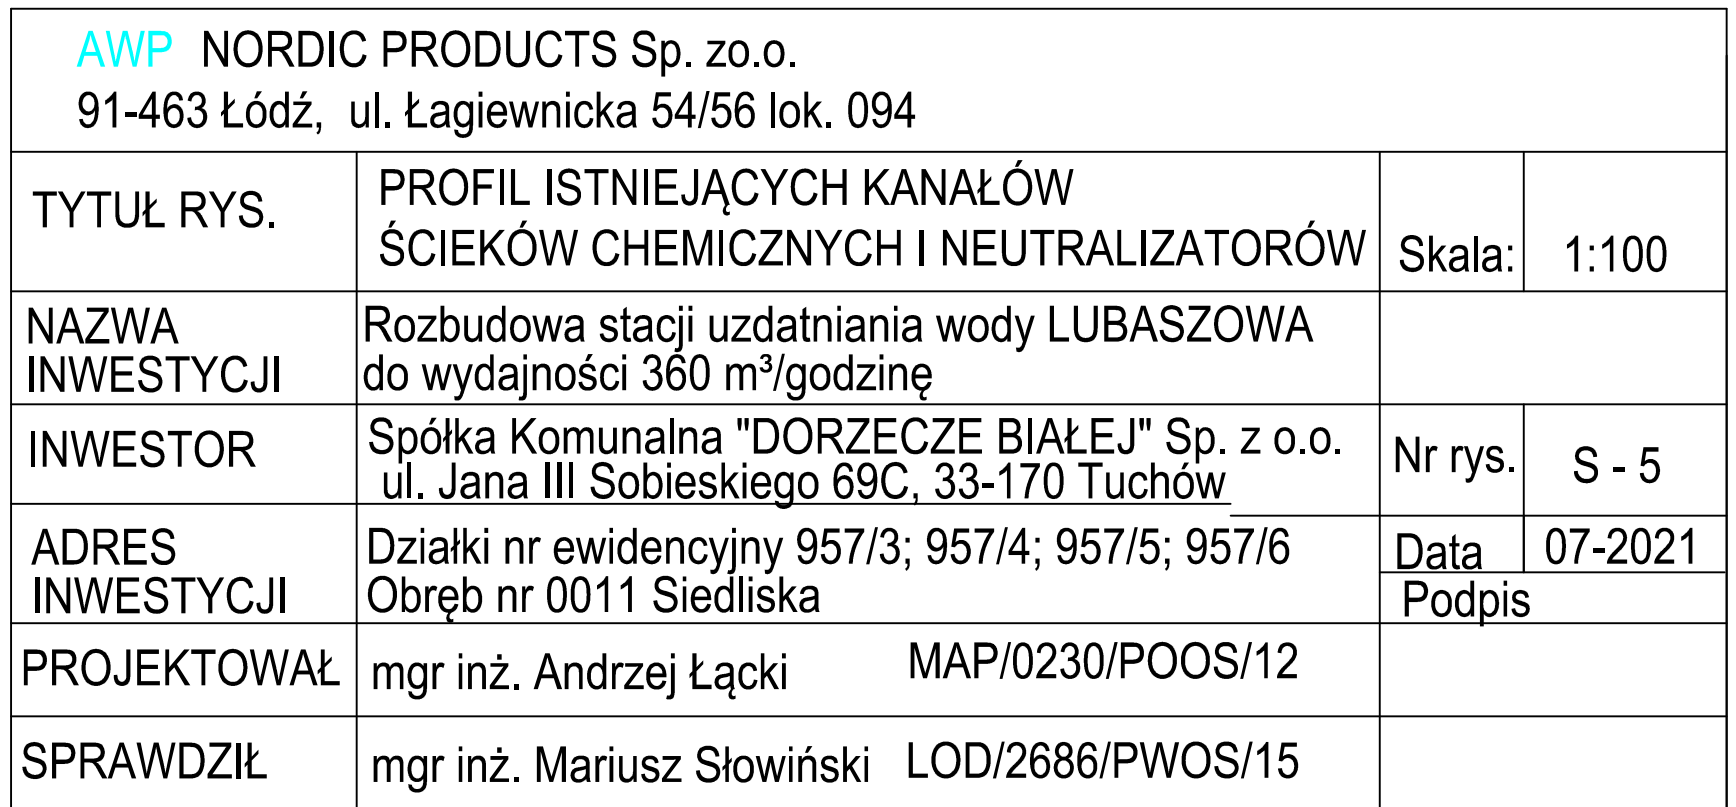 AWP NORDIC PRODUCTS Sp. zo.o.
91-463 Łódź, ul. Łagiewnicka 54/56 lok. 094
TYTUŁ RYS.
PROFIL ISTNIEJĄCYCH KANAŁÓW
ŚCIEKÓW CHEMICZNYCH I NEUTRALIZATORÓW
Skala: 1:100
NAZWA
INWESTYCJI
Rozbudowa stacji uzdatniania wody LUBASZOWA
do wydajności 360 m³/godzinę
INWESTOR
Spółka Komunalna "DORZECZE BIAŁEJ" Sp. z o.o.
ul. Jana III Sobieskiego 69C, 33-170 Tuchów
Nr rys. S - 5
ADRES
INWESTYCJI
Działki nr ewidencyjny 957/3; 957/4; 957/5; 957/6
Obręb nr 0011 Siedliska
Data 07-2021
Podpis
PROJEKTOWAŁ mgr inż. Andrzej Łącki MAP/0230/POOS/12
SPRAWDZIŁ mgr inż. Mariusz Słowiński LOD/2686/PWOS/15